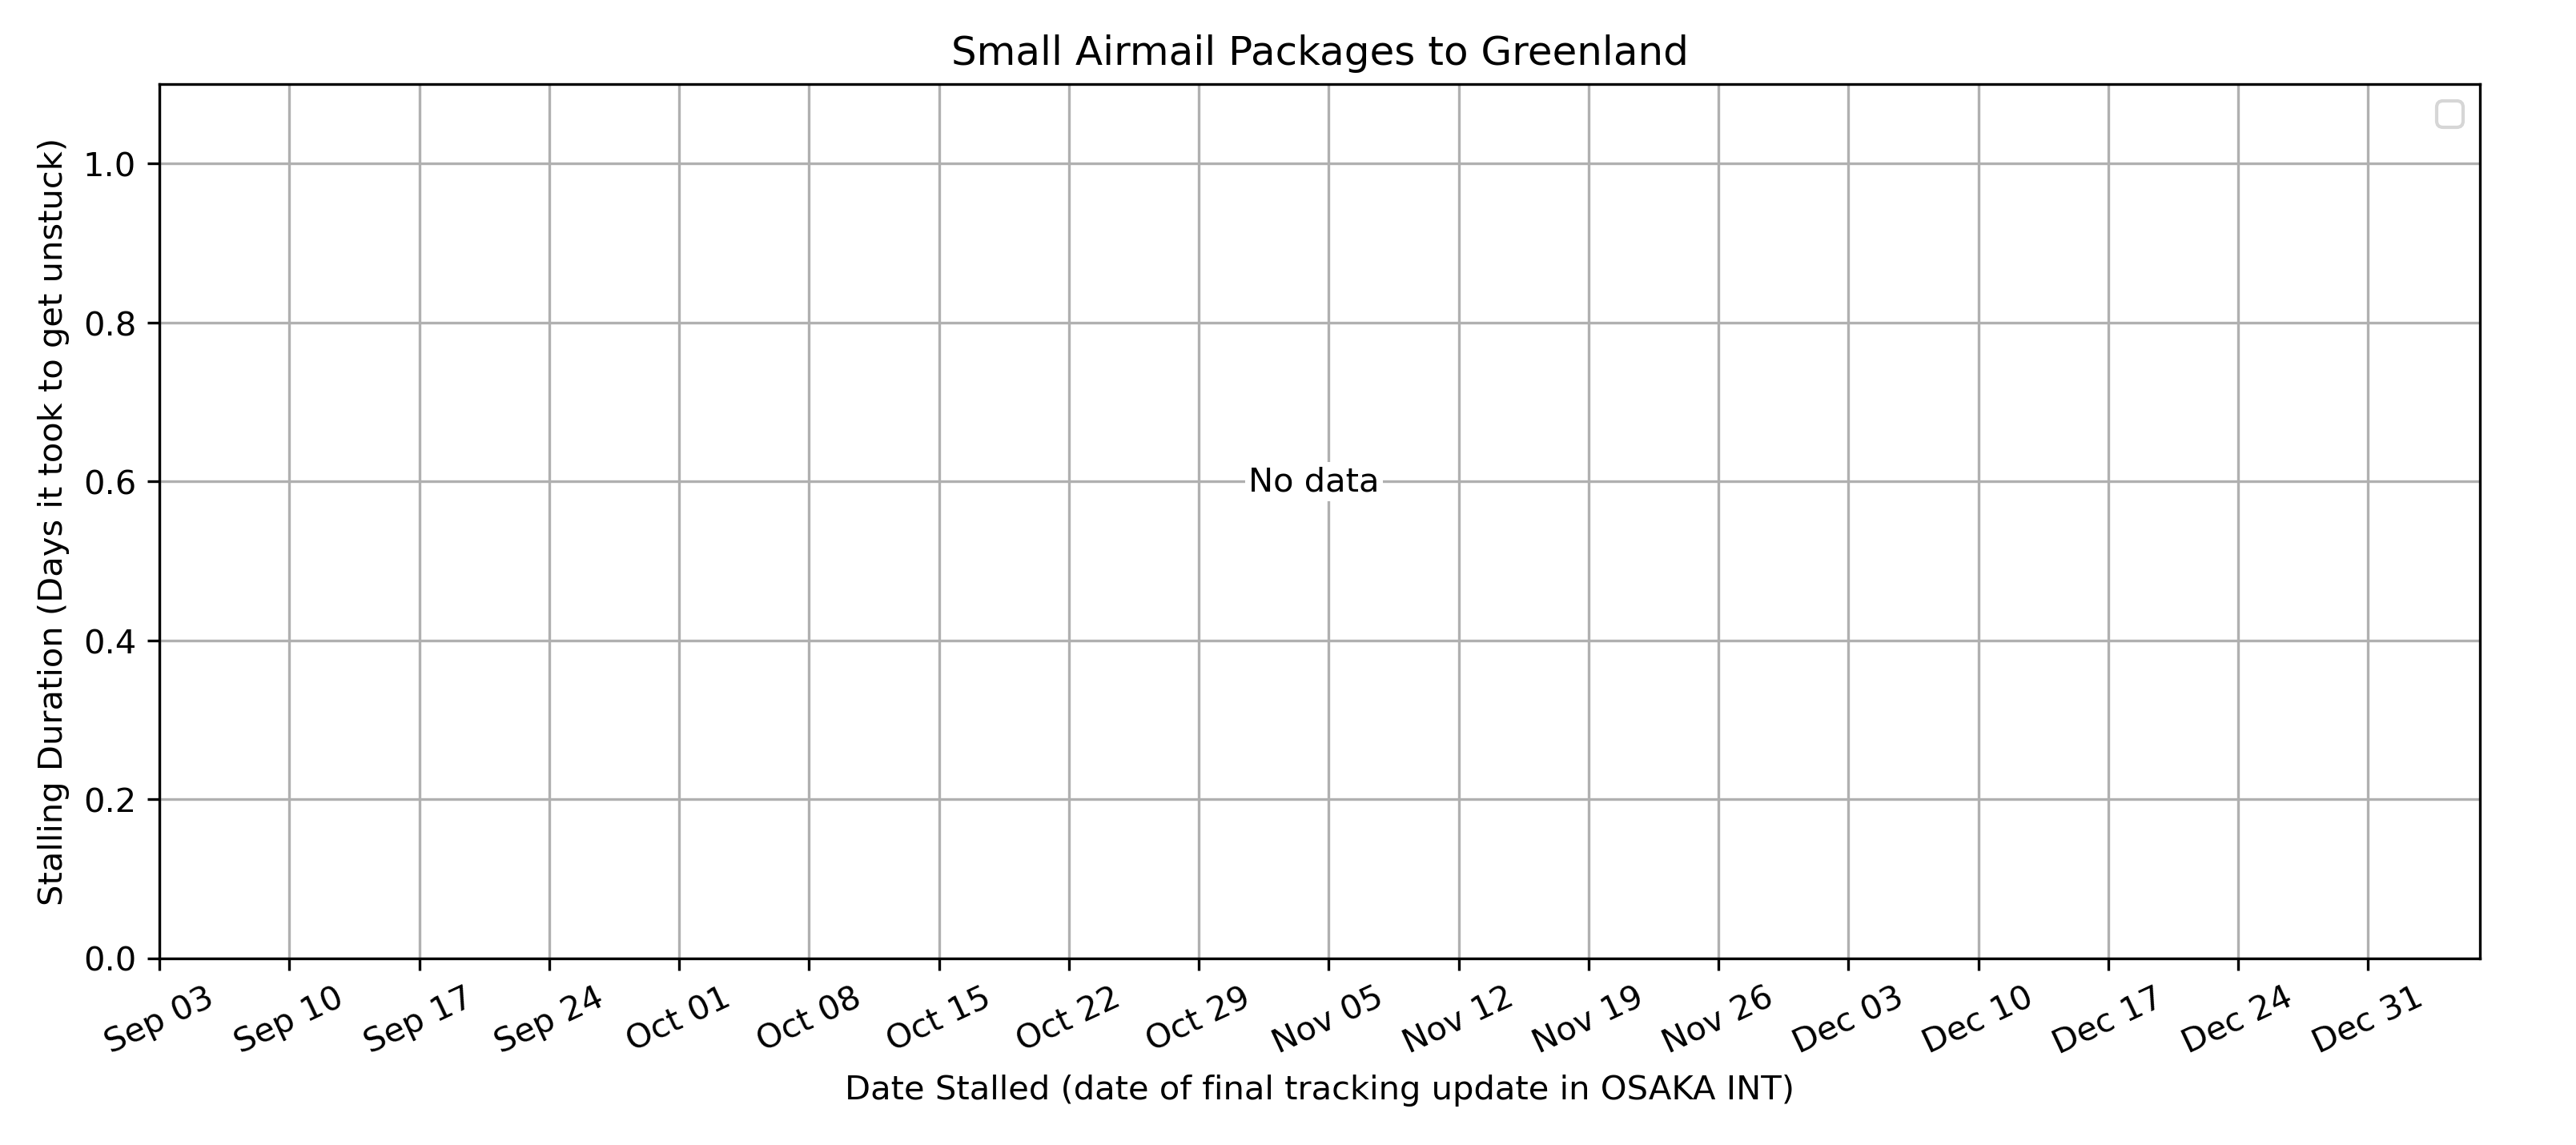 Small Airmail Packages to Greenland
Stalling Duration (Days it took to get unstuck)
1.0
0.8
0.6
0.4
0.2
0.0
No data
Sep 03
Sep 10
Sep 17
Sep 24
Oct 01
Oct 08
Oct 15
Oct 22
Oct 29
Nov 05
Nov 12
Nov 19
Nov 26
Dec 03
Dec 10
Dec 17
Dec 24
Dec 31
Date Stalled (date of final tracking update in OSAKA INT)